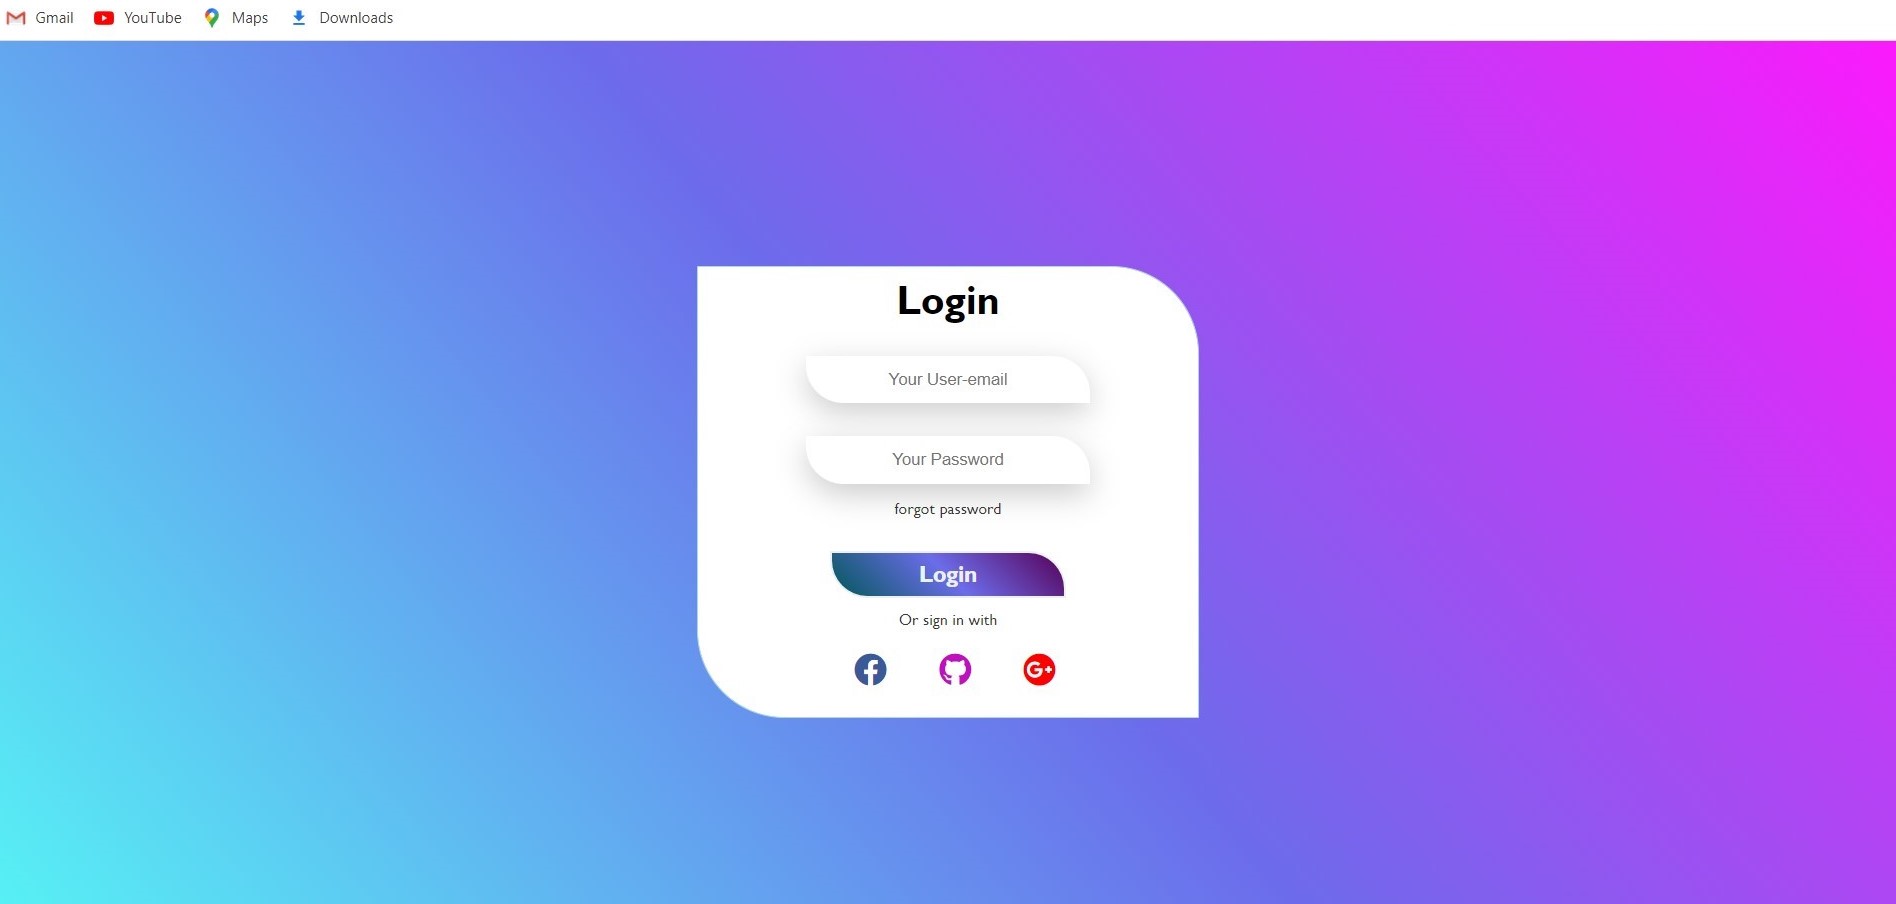 Gmail YouTube Maps Downloads
Login
Your User-email
Your Password
forgot password
Login
Or sign in with
G+